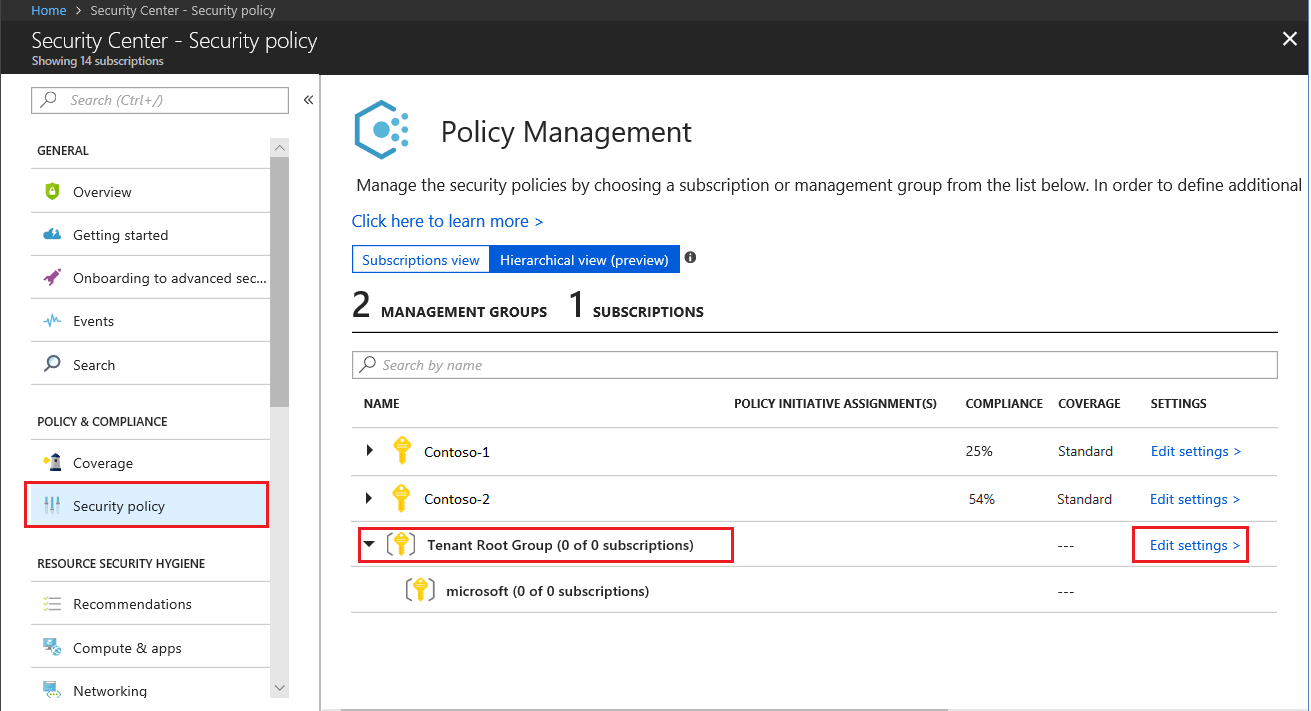 Home > Security Center - Security policy
Security Center - Security policy
Showing 14 subscriptions
Search (Ctrl+/)
GENERAL
Overview
Getting started
Onboarding to advanced sec...
Events
Search
POLICY & COMPLIANCE
Coverage
Security policy
RESOURCE SECURITY HYGIENE
Recommendations
Compute & apps
Networking
Policy Management
Manage the security policies by choosing a subscription or management group from the list below. In order to define additional
Click here to learn more >
Subscriptions view Hierarchical view (preview)
2 MANAGEMENT GROUPS 1 SUBSCRIPTIONS
Search by name
NAME POLICY INITIATIVE ASSIGNMENT(S) COMPLIANCE COVERAGE SETTINGS
Contoso-1 25% Standard Edit settings >
Contoso-2 54% Standard Edit settings >
Tenant Root Group (0 of 0 subscriptions) --- Edit settings >
microsoft (0 of 0 subscriptions) ---